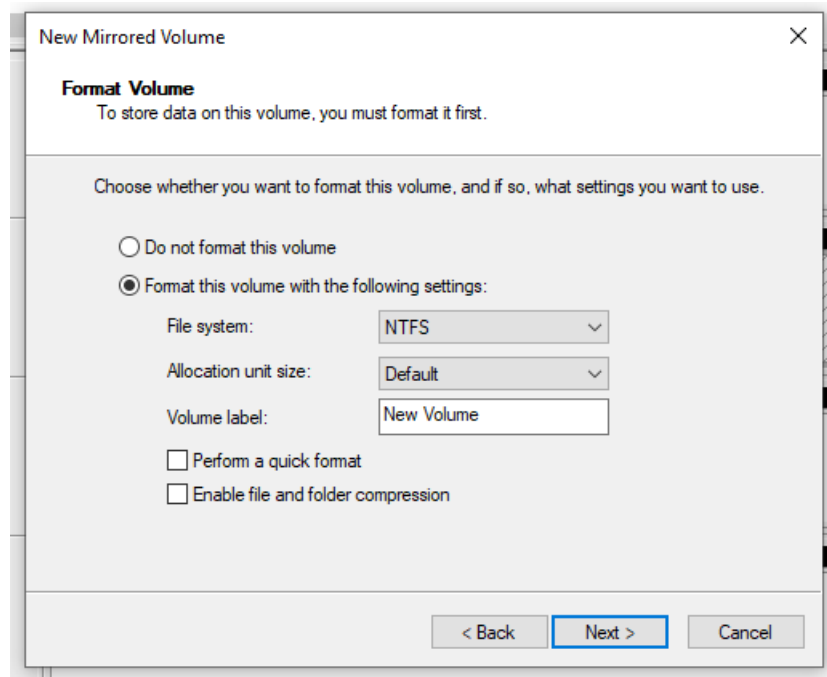 New Mirrored Volume
Format Volume
To store data on this volume, you must format it first.
Choose whether you want to format this volume, and if so, what settings you want to use.
Do not format this volume
Format this volume with the following settings:
File system: NTFS
Allocation unit size: Default
Volume label: New Volume
Perform a quick format
Enable file and folder compression
< Back Next > Cancel